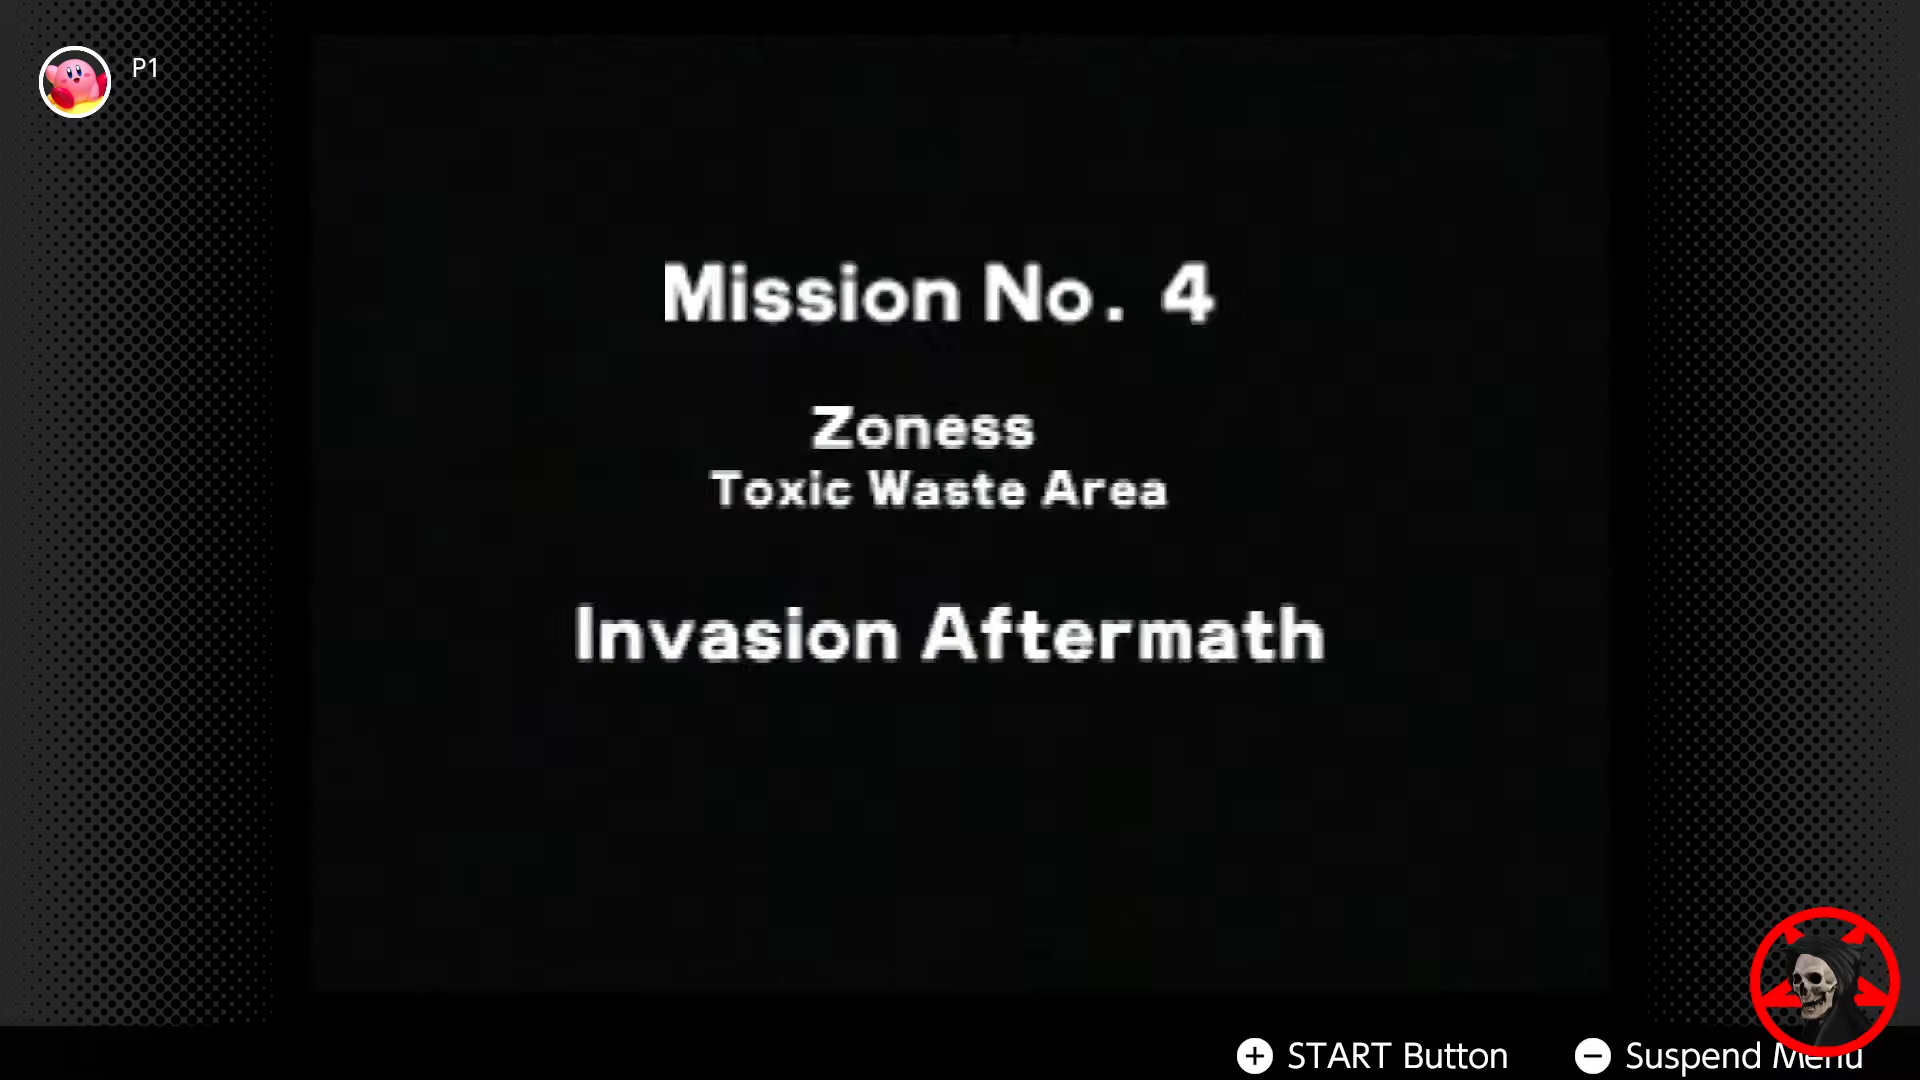 P1
Mission No. 4
Zoness
Toxic Waste Area
Invasion Aftermath
START Button
Suspend Menu